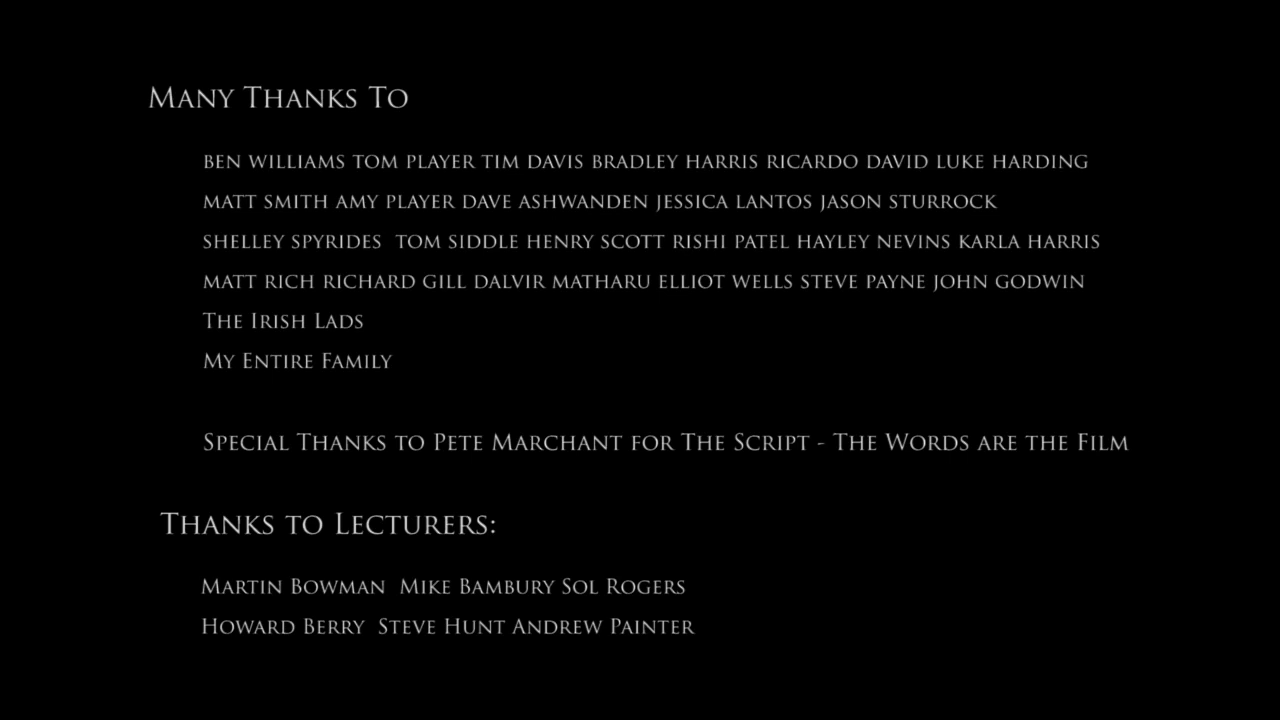 Many Thanks To
BEN WILLIAMS TOM PLAYER TIM DAVIS BRADLEY HARRIS RICARDO DAVID LUKE HARDING
MATT SMITH AMY PLAYER DAVE ASHWANDEN JESSICA LANTOS JASON STURROCK
SHELLEY SPYRIDES TOM SIDDLE HENRY SCOTT RISHI PATEL HAYLEY NEVINS KARLA HARRIS
MATT RICH RICHARD GILL DALVIR MATHARU ELLIOT WELLS STEVE PAYNE JOHN GODWIN
The Irish Lads
My Entire Family
Special Thanks to Pete Marchant for The Script - The Words are the Film
Thanks to Lecturers:
Martin Bowman Mike Bambury Sol Rogers
Howard Berry Steve Hunt Andrew Painter